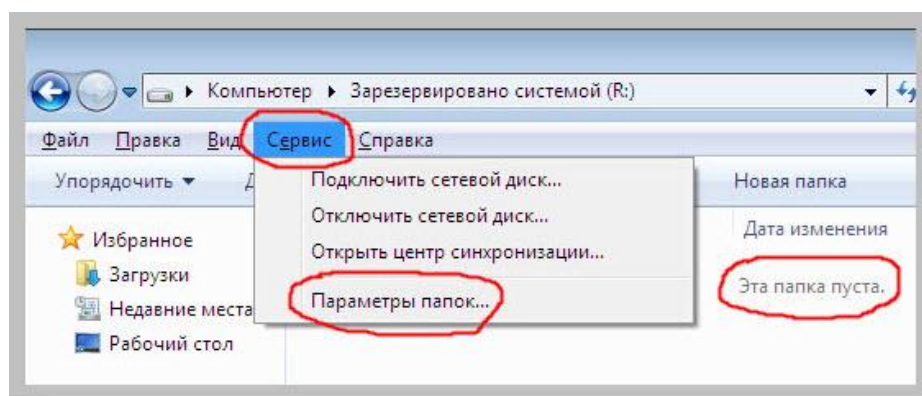 Компьютер ▸ Зарезервировано системой (R:)
Файл Правка Вид Сервис Справка
Упорядочить Новая папка
Подключить сетевой диск...
Отключить сетевой диск...
Открыть центр синхронизации...
Параметры папок...
Избранное
Загрузки
Недавние места
Рабочий стол
Дата изменения
Эта папка пуста.